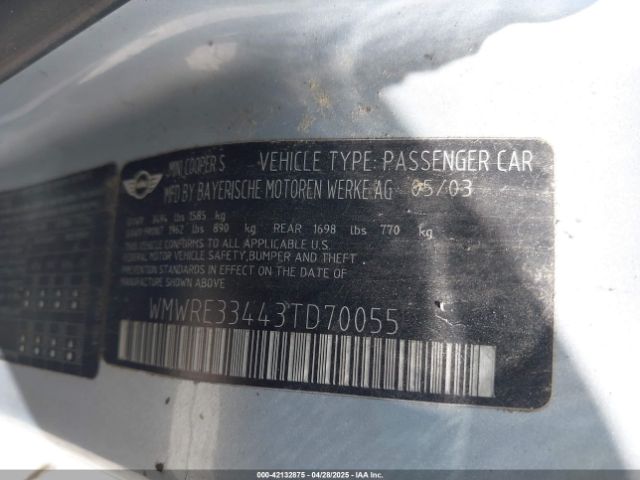 MINI COOPER S VEHICLE TYPE: PASSENGER CAR
MFD BY BAYERISCHE MOTOREN WERKE AG 05/03
GVWR 3494 lbs 1585 kg
GAWR FRONT 1962 lbs 890 kg REAR 1698 lbs 770 kg
THIS VEHICLE CONFORMS TO ALL APPLICABLE U.S.
FEDERAL MOTOR VEHICLE SAFETY, BUMPER AND THEFT
PREVENTION STANDARDS IN EFFECT ON THE DATE OF
MANUFACTURE SHOWN ABOVE
WMWRE33443TD70055
000-42132875 | 04/28/2025 | IAAI